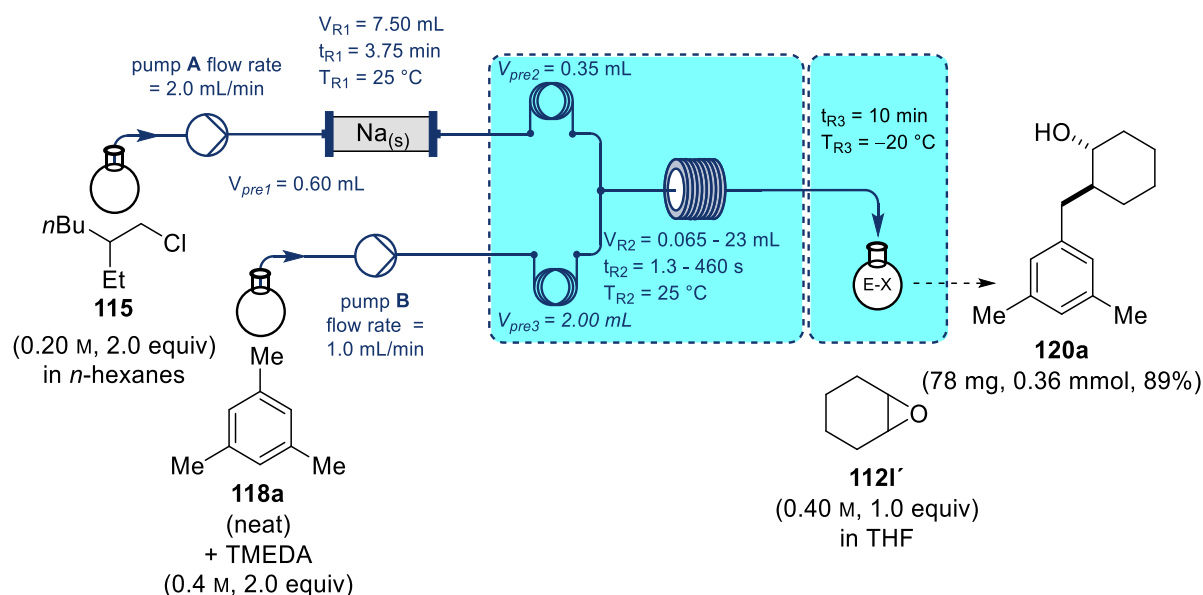 V_R1 = 7.50 mL
t_R1 = 3.75 min
T_R1 = 25 °C
pump A flow rate
= 2.0 mL/min
Na(s)
V_pre1 = 0.60 mL
V_pre2 = 0.35 mL
t_R3 = 10 min
T_R3 = –20 °C
nBu
Cl
Et
115
(0.20 M, 2.0 equiv)
in n-hexanes
pump B
flow rate =
1.0 mL/min
V_R2 = 0.065 - 23 mL
t_R2 = 1.3 - 460 s
T_R2 = 25 °C
V_pre3 = 2.00 mL
E-X
HO
Me
Me
120a
(78 mg, 0.36 mmol, 89%)
Me
Me
Me
118a
(neat)
+ TMEDA
(0.4 M, 2.0 equiv)
O
112l´
(0.40 M, 1.0 equiv)
in THF